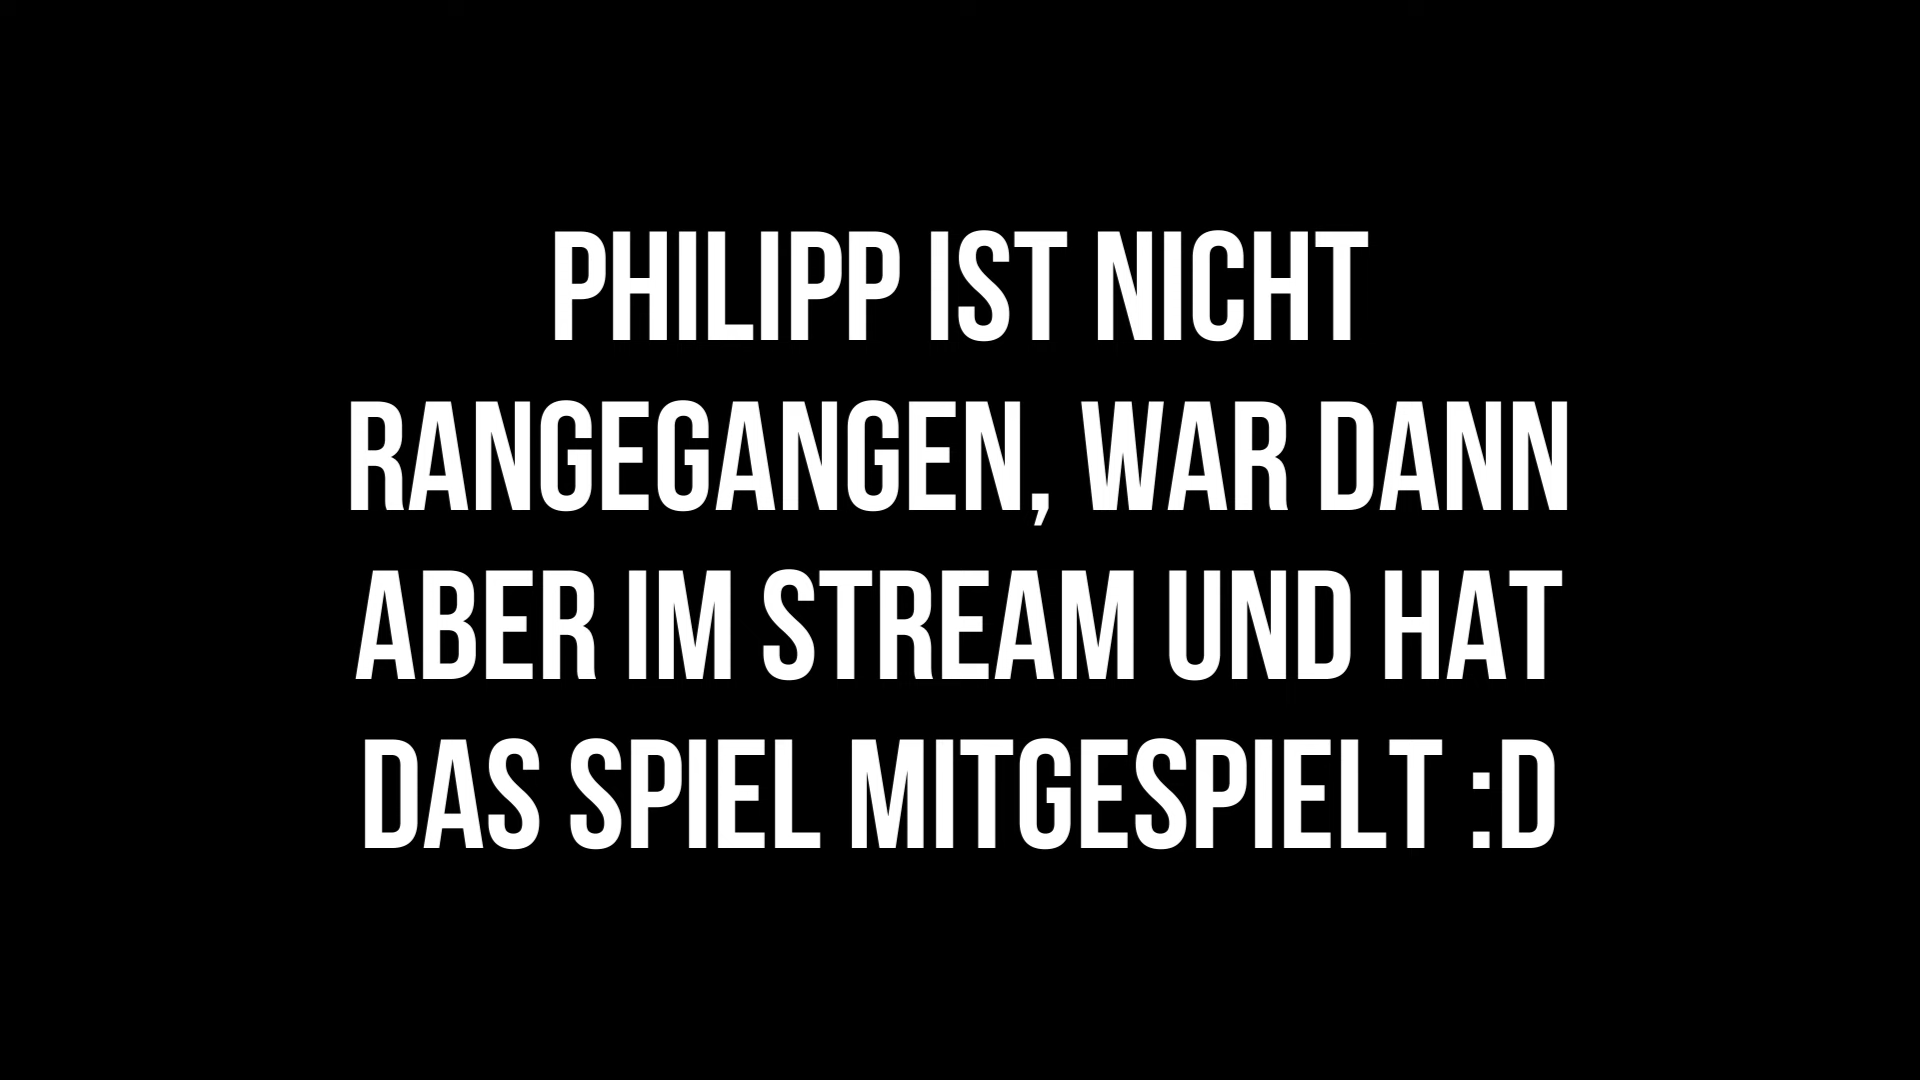 PHILIPP IST NICHT
RANGEGANGEN, WAR DANN
ABER IM STREAM UND HAT
DAS SPIEL MITGESPIELT :D